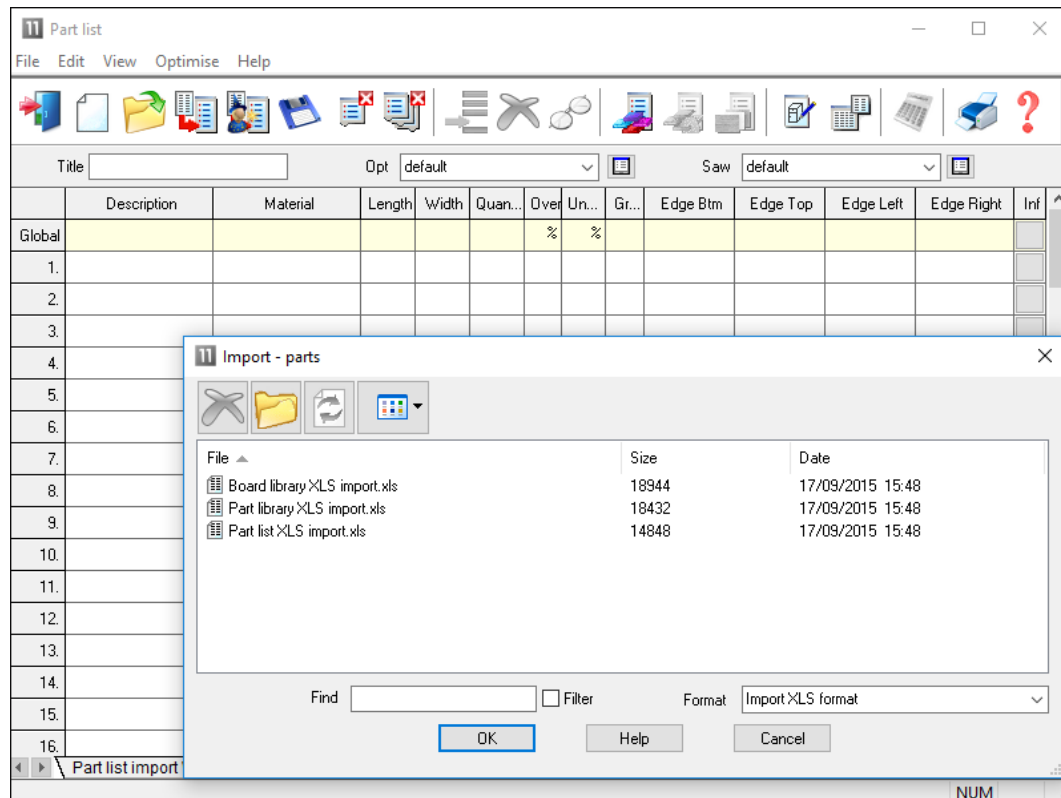 11 Part list
File Edit View Optimise Help
Title Opt default Saw default
Description Material Length Width Quan... Over Un... Gr... Edge Btm Edge Top Edge Left Edge Right Inf
Global % %
1.
2.
3.
4.
5.
6.
7.
8.
9.
10.
11.
12.
13.
14.
15.
16.
Part list import
NUM
11 Import - parts
File Size Date
Board library XLS import.xls 18944 17/09/2015 15:48
Part library XLS import.xls 18432 17/09/2015 15:48
Part list XLS import.xls 14848 17/09/2015 15:48
Find Filter Format Import XLS format
OK Help Cancel